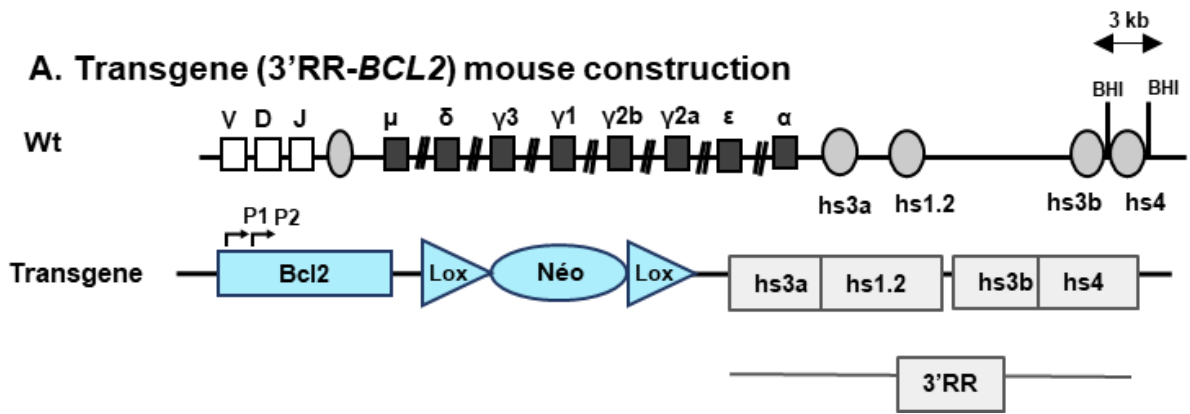 3 kb
A. Transgene (3'RR-BCL2) mouse construction
BHI BHI
Wt V D J μ δ γ3 γ1 γ2b γ2a ε α
hs3a hs1.2 hs3b hs4
P1 P2
Transgene Bcl2 Lox Néo Lox hs3a hs1.2 hs3b hs4
3'RR